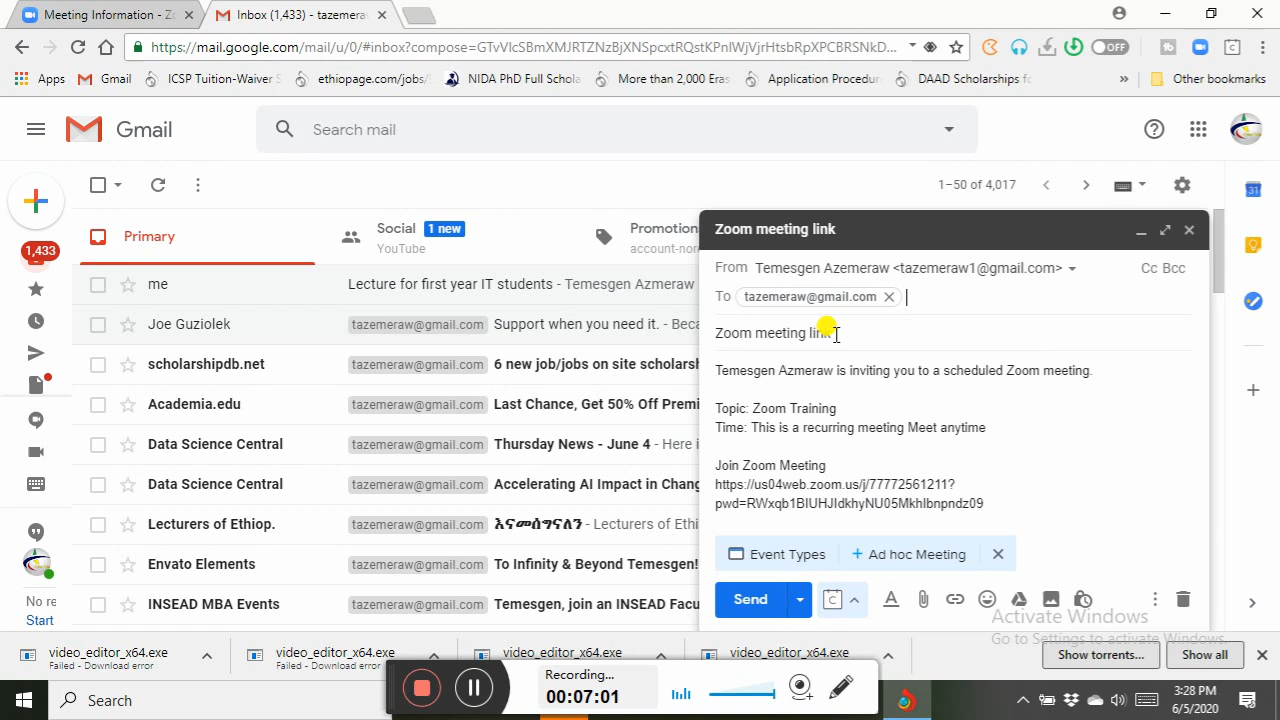 Meeting Information - Zo
Inbox (1,433) - tazemeraw
https://mail.google.com/mail/u/0/#inbox?compose=GTvVlcSBmXMJRTZNzBjXNSpcxtRQstKPnlWjVjrHtsbRpXPCBRSNkD...
OFF
Apps
Gmail
ICSP Tuition-Waiver S
ethiopage.com/jobs/
NIDA PhD Full Schola
More than 2,000 Eras
Application Procedur
DAAD Scholarships fo
»
Other bookmarks
Gmail
Search mail
1–50 of 4,017
1,433
Primary
Social 1 new
YouTube
Promotion
account-nor
me Lecture for first year IT students - Temesgen Azmeraw
Joe Guziolek tazemeraw@gmail.com Support when you need it. - Beca
scholarshipdb.net tazemeraw@gmail.com 6 new job/jobs on site scholarsh
Academia.edu tazemeraw@gmail.com Last Chance, Get 50% Off Premi
Data Science Central tazemeraw@gmail.com Thursday News - June 4 - Here i
Data Science Central tazemeraw@gmail.com Accelerating AI Impact in Chang
Lecturers of Ethiop. tazemeraw@gmail.com እናመሰግናለን - Lecturers of Ethi
Envato Elements tazemeraw@gmail.com To Infinity & Beyond Temesgen!
INSEAD MBA Events tazemeraw@gmail.com Temesgen, join an INSEAD Facu
No re
Start
Zoom meeting link
From Temesgen Azemeraw <tazemeraw1@gmail.com>
Cc Bcc
To tazemeraw@gmail.com
Zoom meeting link
Temesgen Azmeraw is inviting you to a scheduled Zoom meeting.
Topic: Zoom Training
Time: This is a recurring meeting Meet anytime
Join Zoom Meeting
https://us04web.zoom.us/j/77772561211?
pwd=RWxqb1BIUHJIdkhyNU05Mkhlbnpndz09
Event Types
+ Ad hoc Meeting
Send
31
Activate Windows
Go to Settings to activate Windows.
video_editor_x64.exe
Failed - Download error
video_editor_x64.exe
Failed - Download error
video_editor_x64.exe
video_editor_x64.exe
Show torrents...
Show all
Search
Recording...
00:07:01
3:28 PM
6/5/2020